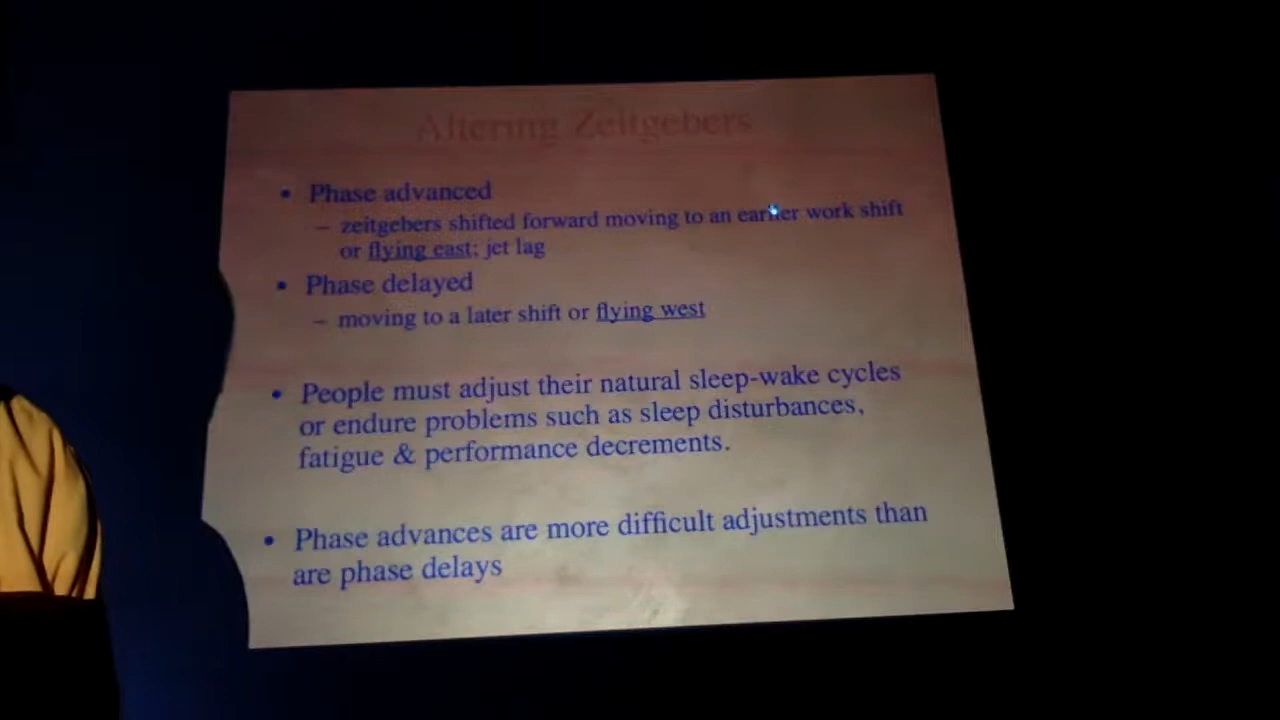 Altering Zeitgebers
• Phase advanced
– zeitgebers shifted forward moving to an earlier work shift
or flying east; jet lag
• Phase delayed
– moving to a later shift or flying west
• People must adjust their natural sleep-wake cycles
or endure problems such as sleep disturbances,
fatigue & performance decrements.
• Phase advances are more difficult adjustments than
are phase delays